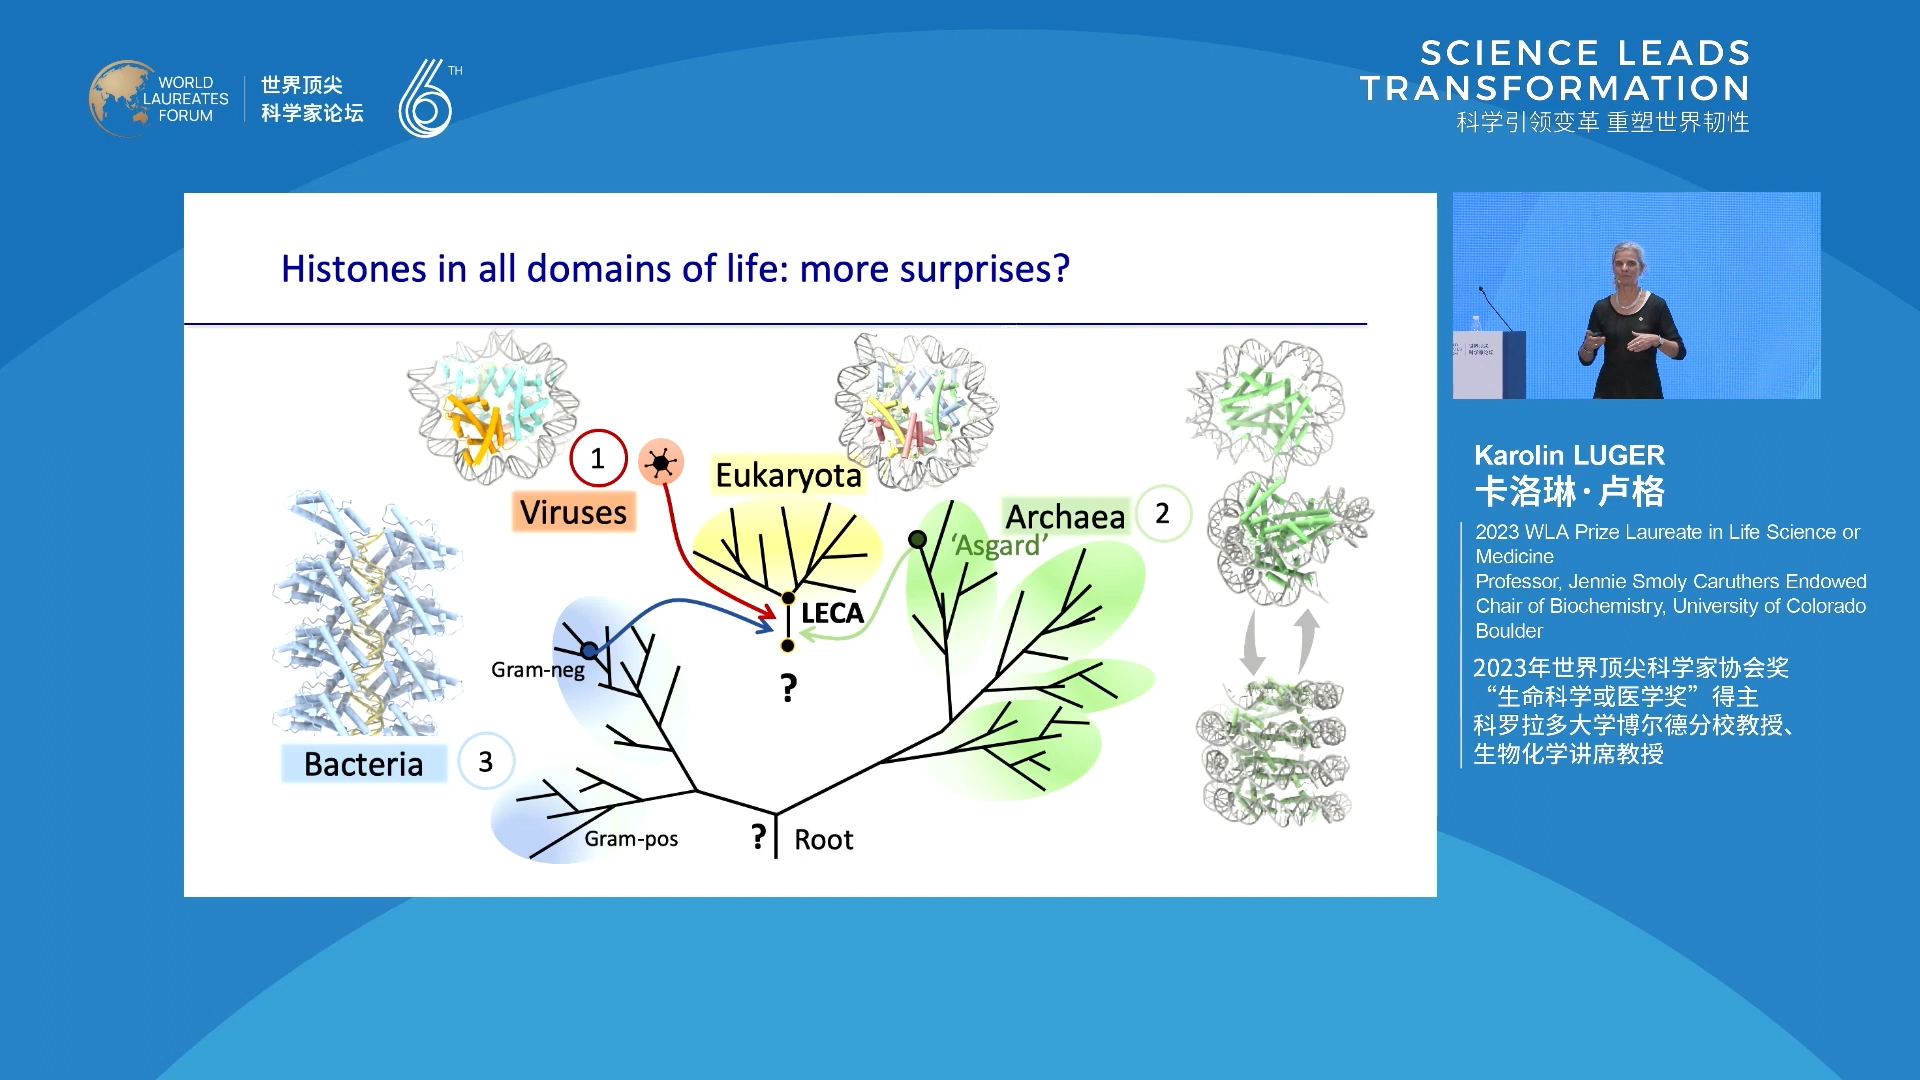 WORLD
LAUREATES
FORUM
世界顶尖
科学家论坛
6TH
SCIENCE LEADS
TRANSFORMATION
科学引领变革 重塑世界韧性
Histones in all domains of life: more surprises?
1
Viruses
Eukaryota
Archaea
2
'Asgard'
LECA
Gram-neg
?
Bacteria
3
Gram-pos
?
Root
Karolin LUGER
卡洛琳·卢格
2023 WLA Prize Laureate in Life Science or
Medicine
Professor, Jennie Smoly Caruthers Endowed
Chair of Biochemistry, University of Colorado
Boulder
2023年世界顶尖科学家协会奖
“生命科学或医学奖”得主
科罗拉多大学博尔德分校教授、
生物化学讲席教授